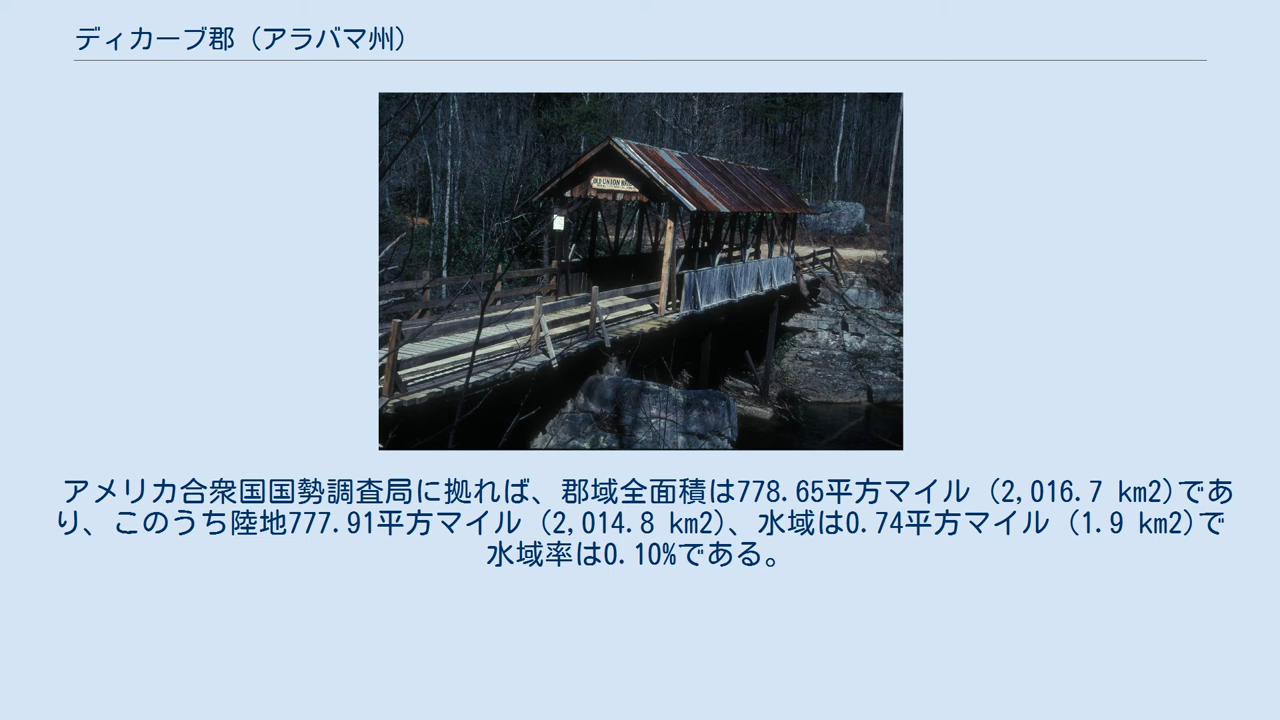 ディカーブ郡 (アラバマ州)
OLD UNION
アメリカ合衆国国勢調査局に拠れば、郡域全面積は778.65平方マイル (2,016.7 km2)であ
り、このうち陸地777.91平方マイル (2,014.8 km2)、水域は0.74平方マイル (1.9 km2)で
水域率は0.10%である。